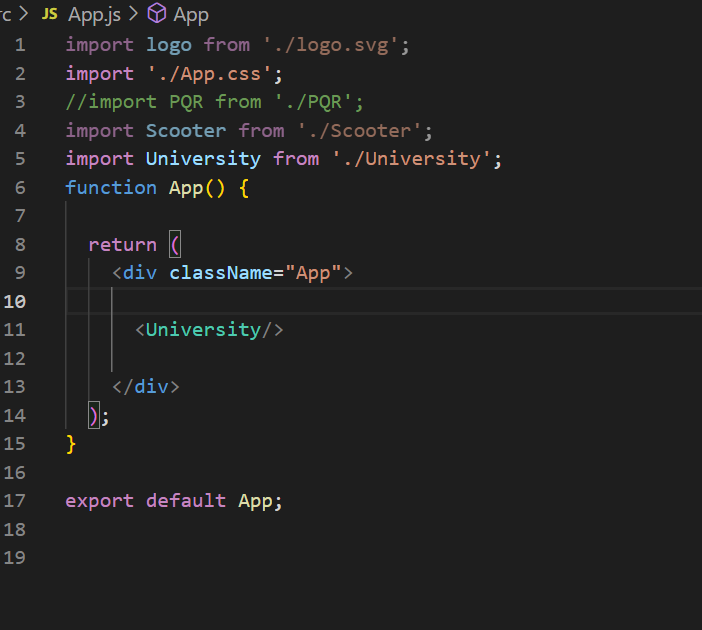 rc > JS App.js > App
1 import logo from './logo.svg';
2 import './App.css';
3 //import PQR from './PQR';
4 import Scooter from './Scooter';
5 import University from './University';
6 function App() {
7
8 return (
9 <div className="App">
10
11 <University/>
12
13 </div>
14 );
15 }
16
17 export default App;
18
19